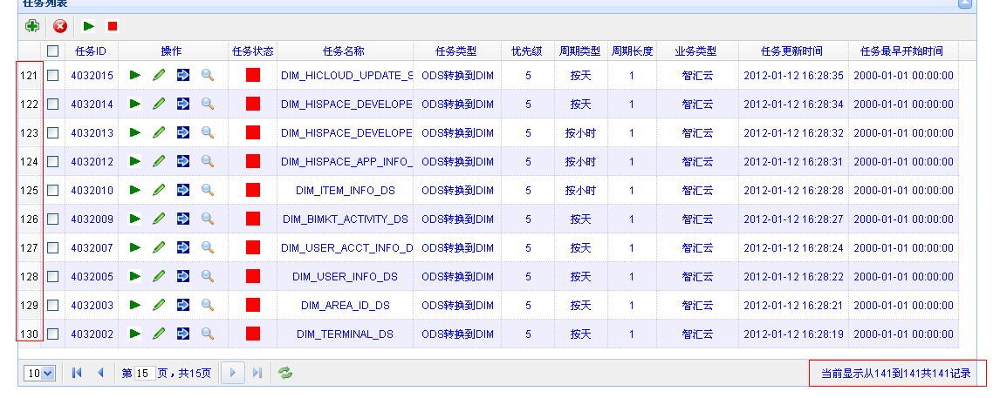 任务列表
任务ID 操作 任务状态 任务名称 任务类型 优先级 周期类型 周期长度 业务类型 任务更新时间 任务最早开始时间
121 4032015 DIM_HICLOUD_UPDATE_S ODS转换到DIM 5 按天 1 智汇云 2012-01-12 16:28:35 2000-01-01 00:00:00
122 4032014 DIM_HISPACE_DEVELOPE ODS转换到DIM 5 按天 1 智汇云 2012-01-12 16:28:34 2000-01-01 00:00:00
123 4032013 DIM_HISPACE_DEVELOPE ODS转换到DIM 5 按小时 1 智汇云 2012-01-12 16:28:32 2000-01-01 00:00:00
124 4032012 DIM_HISPACE_APP_INFO_ ODS转换到DIM 5 按小时 1 智汇云 2012-01-12 16:28:31 2000-01-01 00:00:00
125 4032010 DIM_ITEM_INFO_DS ODS转换到DIM 5 按小时 1 智汇云 2012-01-12 16:28:28 2000-01-01 00:00:00
126 4032009 DIM_BIMKT_ACTIVITY_DS ODS转换到DIM 5 按天 1 智汇云 2012-01-12 16:28:27 2000-01-01 00:00:00
127 4032007 DIM_USER_ACCT_INFO_D ODS转换到DIM 5 按天 1 智汇云 2012-01-12 16:28:24 2000-01-01 00:00:00
128 4032005 DIM_USER_INFO_DS ODS转换到DIM 5 按天 1 智汇云 2012-01-12 16:28:22 2000-01-01 00:00:00
129 4032003 DIM_AREA_ID_DS ODS转换到DIM 5 按天 1 智汇云 2012-01-12 16:28:21 2000-01-01 00:00:00
130 4032002 DIM_TERMINAL_DS ODS转换到DIM 5 按天 1 智汇云 2012-01-12 16:28:19 2000-01-01 00:00:00
10 第 15 页，共15页 当前显示从141到141共141记录